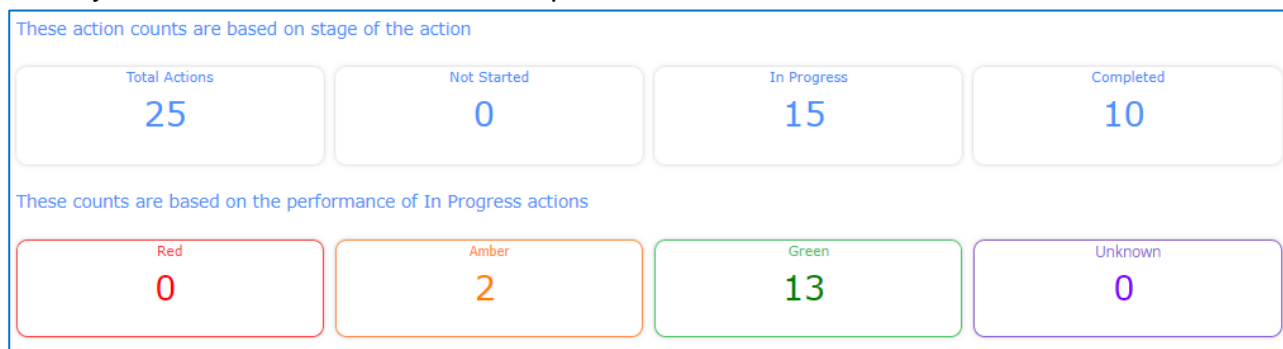 These action counts are based on stage of the action
Total Actions Not Started In Progress Completed
25 0 15 10
These counts are based on the performance of In Progress actions
Red Amber Green Unknown
0 2 13 0